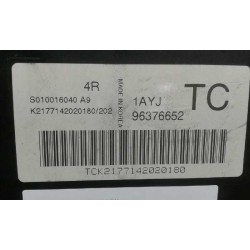 4R
S010016040 A9
K2177142020180/202
MADE IN KOREA
1AYJ
96376652
TC
TCK2177142020180